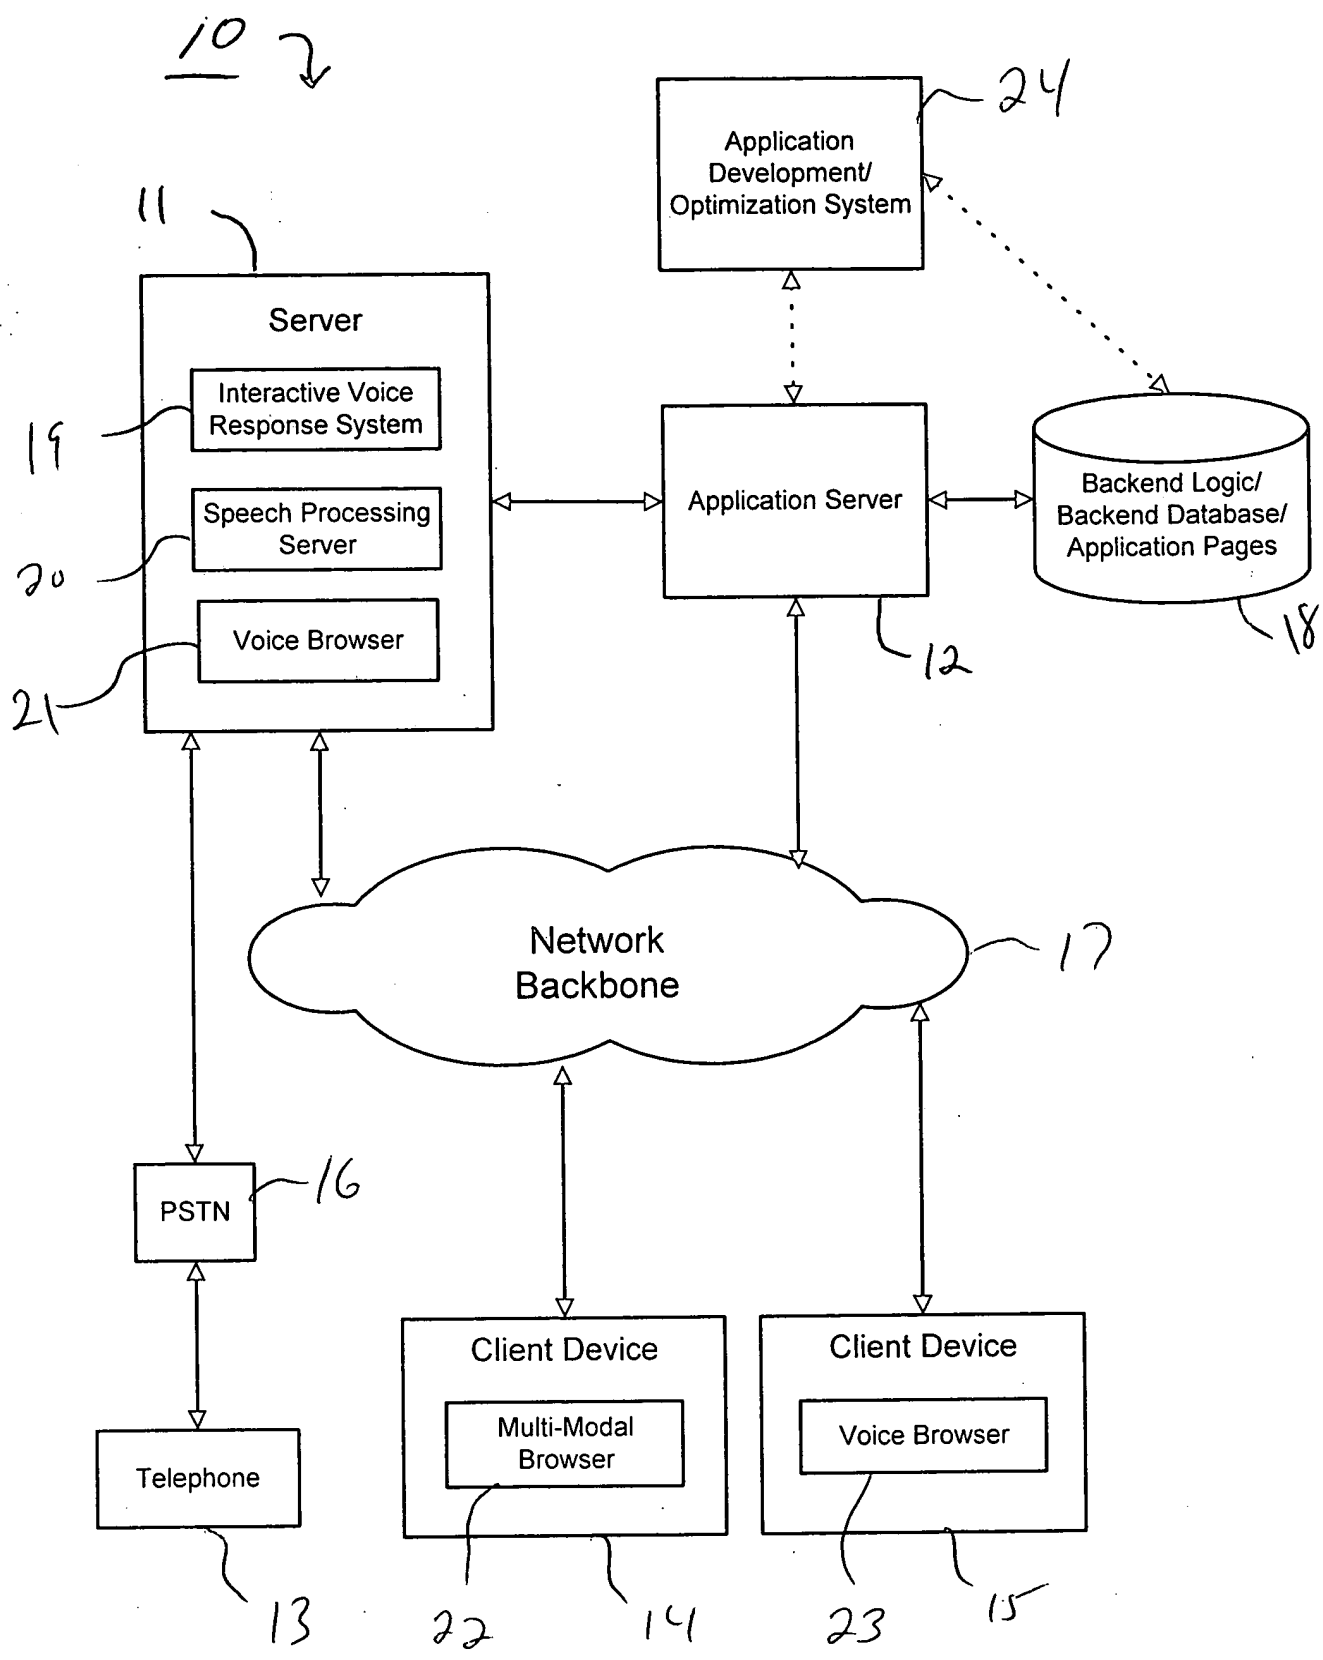 10
24
Application
Development/
Optimization System
11
Server
Interactive Voice
Response System
19
Speech Processing
Server
20
Voice Browser
21
Application Server
12
Backend Logic/
Backend Database/
Application Pages
18
Network
Backbone
17
PSTN
16
Telephone
13
Client Device
Multi-Modal
Browser
22
14
Client Device
Voice Browser
23
15